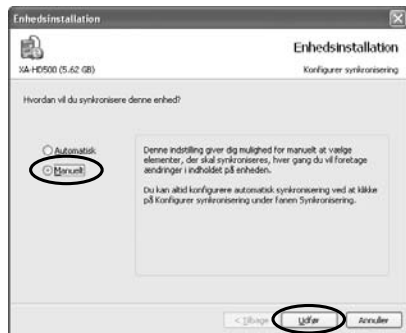 Enhedsinstallation
Enhedsinstallation
XA-HD500 (5.62 GB)
Konfigurer synkronisering
Hvordan vil du synkronisere denne enhed?
Automatisk
Manuelt
Denne indstilling giver dig mulighed for manuelt at vælge
elementer, der skal synkroniseres, hver gang du vil foretage
ændringer i indholdet på enheden.
Du kan altid konfigurere automatisk synkronisering ved at klikke
på Konfigurer synkronisering under fanen Synkronisering.
< Tilbage
Udfør
Annuller